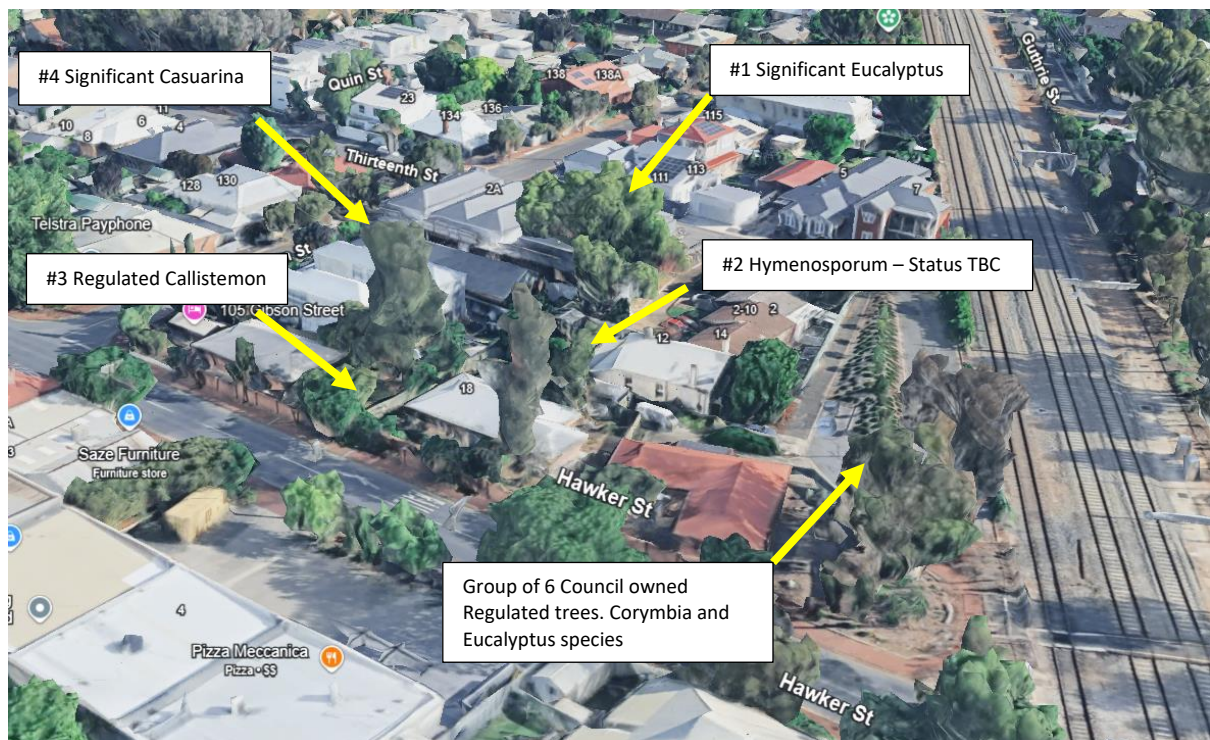 #4 Significant Casuarina
#1 Significant Eucalyptus
Guthrie St
Quin St
138
138A
23
134
136
115
11
10
8
6
4
Thirteenth St
128
130
2A
111
113
5
7
Telstra Payphone
St
#3 Regulated Callistemon
#2 Hymenosporum – Status TBC
105 Gibson Street
2-10
2
14
12
18
Saze Furniture
Furniture store
3
Hawker St
Group of 6 Council owned
Regulated trees. Corymbia and
Eucalyptus species
4
Pizza Meccanica
Pizza • $$
Hawker St